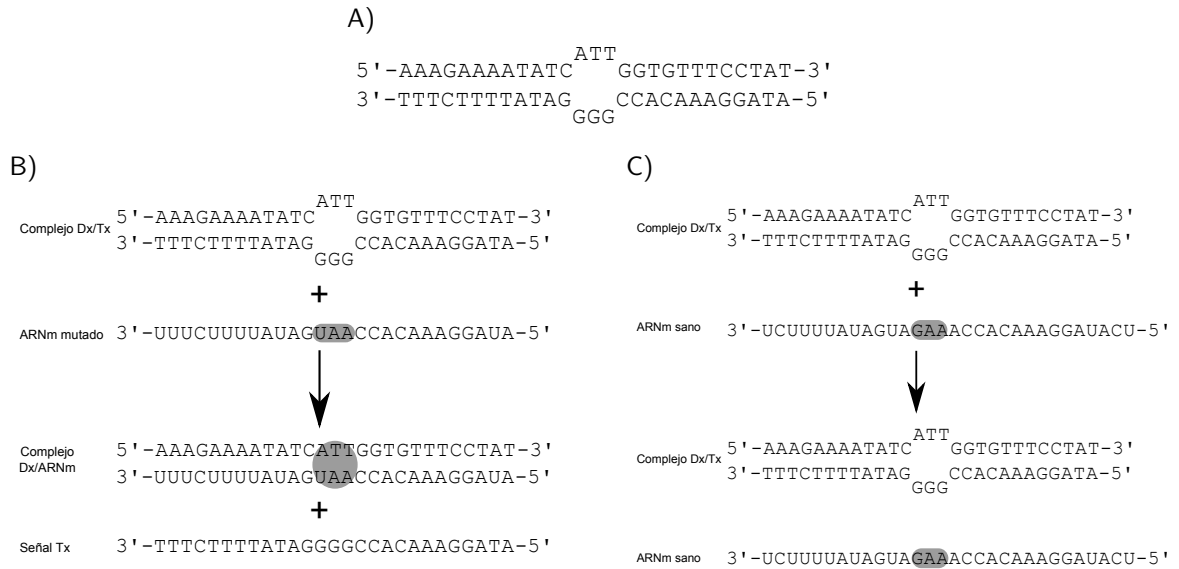 A)
ATT
5'-AAAGAAAATATC GGTGTTTCCTAT-3'
3'-TTTCTTTTATAG CCACAAAGGATA-5'
GGG
B)
ATT
Complejo Dx/Tx
5'-AAAGAAAATATC GGTGTTTCCTAT-3'
3'-TTTCTTTTATAG CCACAAAGGATA-5'
GGG
+
ARNm mutado 3'-UUUCUUUUAUAGUAACCACAAAGGAUA-5'
Complejo Dx/ARNm
5'-AAAGAAAATATCATTGGTGTTTCCTAT-3'
3'-UUUCUUUUAUAGUAACCACAAAGGAUA-5'
+
Señal Tx 3'-TTTCTTTTATAGGGGCCACAAAGGATA-5'
C)
ATT
Complejo Dx/Tx
5'-AAAGAAAATATC GGTGTTTCCTAT-3'
3'-TTTCTTTTATAG CCACAAAGGATA-5'
GGG
+
ARNm sano 3'-UCUUUUAUAGUAGAAACCACAAAGGAUACU-5'
ATT
Complejo Dx/Tx
5'-AAAGAAAATATC GGTGTTTCCTAT-3'
3'-TTTCTTTTATAG CCACAAAGGATA-5'
GGG
ARNm sano 3'-UCUUUUAUAGUAGAAACCACAAAGGAUACU-5'